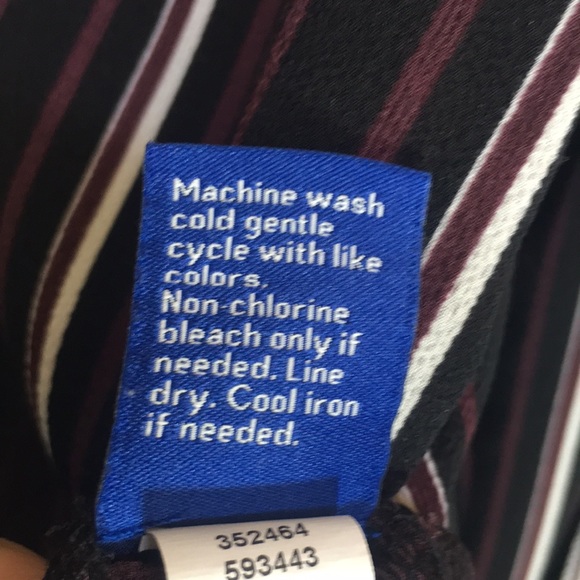 Machine wash
cold gentle
cycle with like
colors.
Non-chlorine
bleach only if
needed. Line
dry. Cool iron
if needed.
352464
593443